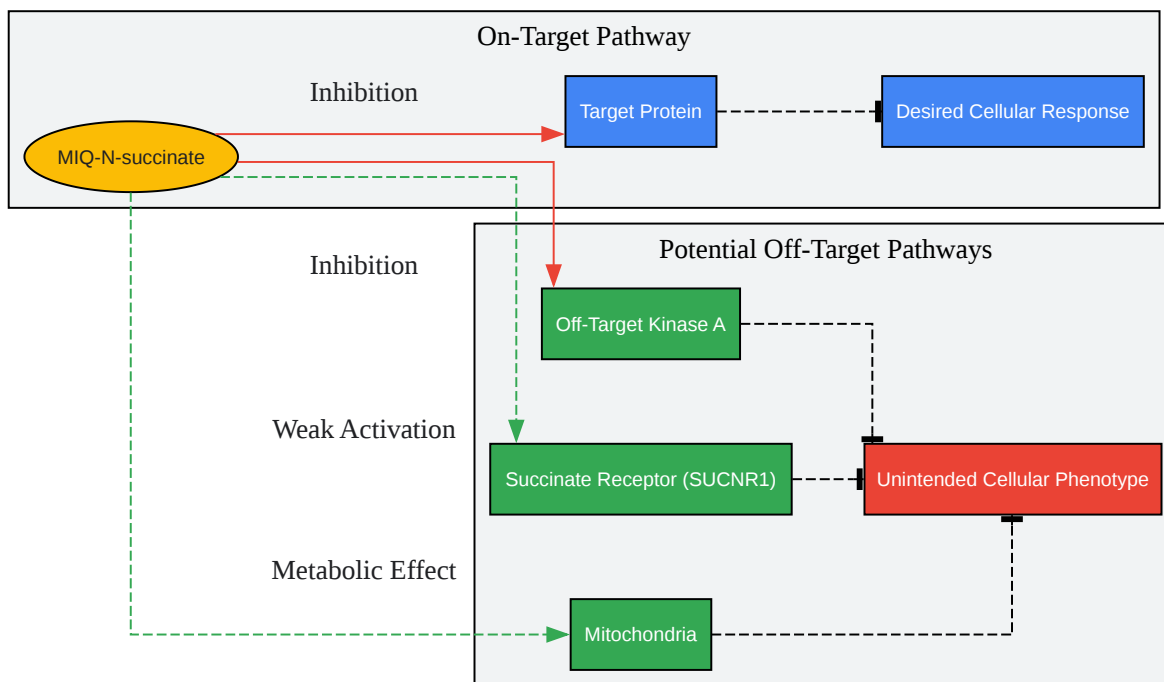 On-Target Pathway
Inhibition
Target Protein
Desired Cellular Response
MIQ-N-succinate
Potential Off-Target Pathways
Inhibition
Off-Target Kinase A
Weak Activation
Succinate Receptor (SUCNR1)
Unintended Cellular Phenotype
Metabolic Effect
Mitochondria